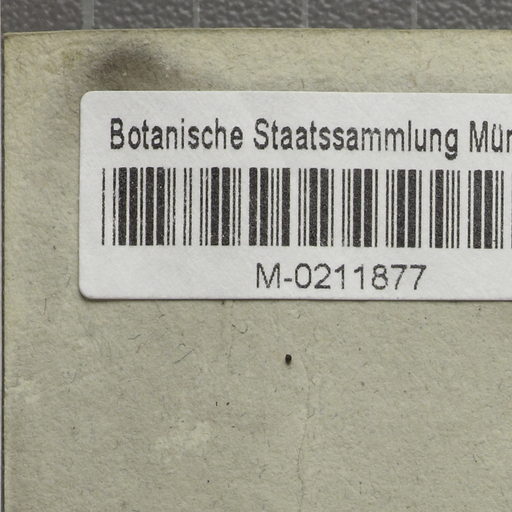 Botanische Staatssammlung Mün
M-0211877